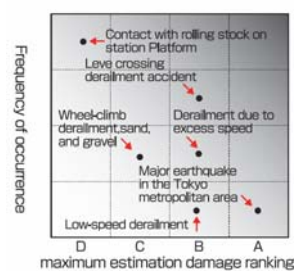 Contact with rolling stock on
station Platform
Leve crossing
derailment accident
Wheel-climb
derailment,sand,
and gravel
Derailment due to
excess speed
Major earthquake
in the Tokyo
metropolitan area
Low-speed derailment
Frequency of occurrence
D C B A
maximum estimation damage ranking